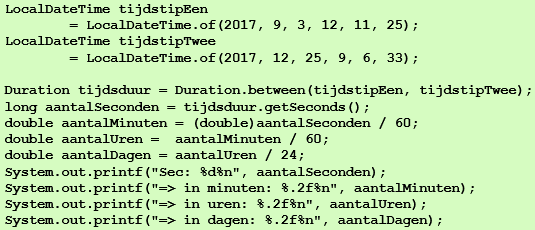 LocalDateTime tijdstipEen
= LocalDateTime.of(2017, 9, 3, 12, 11, 25);
LocalDateTime tijdstipTwee
= LocalDateTime.of(2017, 12, 25, 9, 6, 33);
Duration tijdsduur = Duration.between(tijdstipEen, tijdstipTwee);
long aantalSeconden = tijdsduur.getSeconds();
double aantalMinuten = (double)aantalSeconden / 60;
double aantalUren =  aantalMinuten / 60;
double aantalDagen = aantalUren / 24;
System.out.printf("Sec: %d%n", aantalSeconden);
System.out.printf("=> in minuten: %.2f%n", aantalMinuten);
System.out.printf("=> in uren: %.2f%n", aantalUren);
System.out.printf("=> in dagen: %.2f%n", aantalDagen);